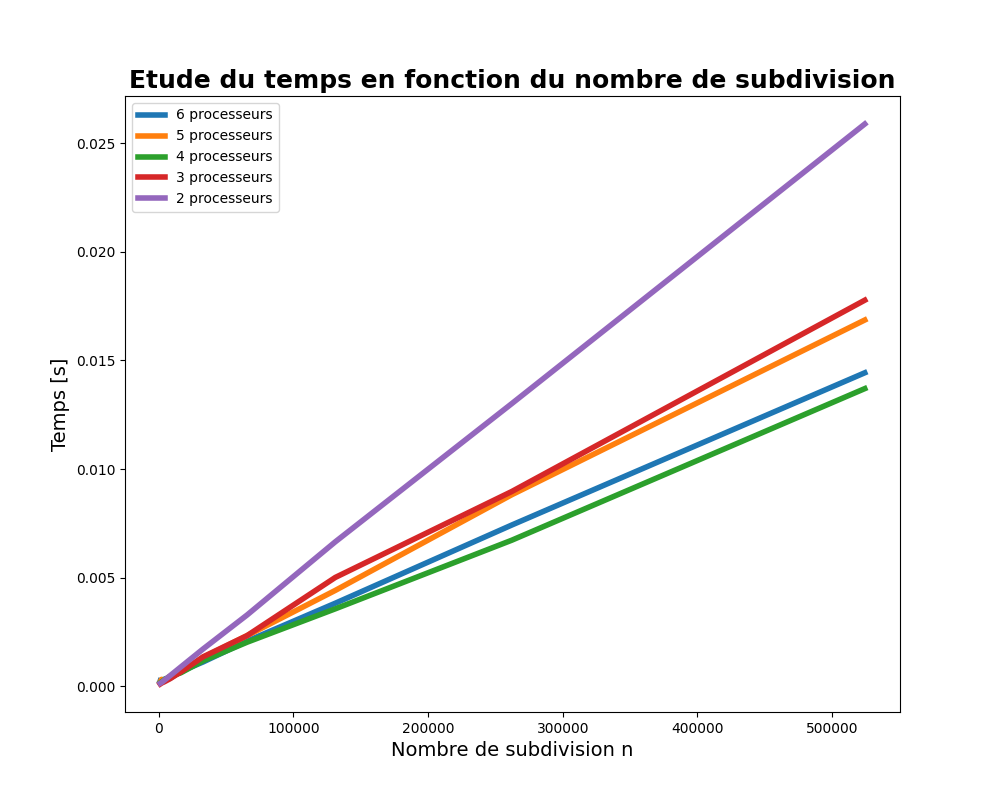 Etude du temps en fonction du nombre de subdivision
6 processeurs
5 processeurs
4 processeurs
3 processeurs
2 processeurs
0.025
0.020
0.015
0.010
0.005
0.000
Temps [s]
0 100000 200000 300000 400000 500000
Nombre de subdivision n